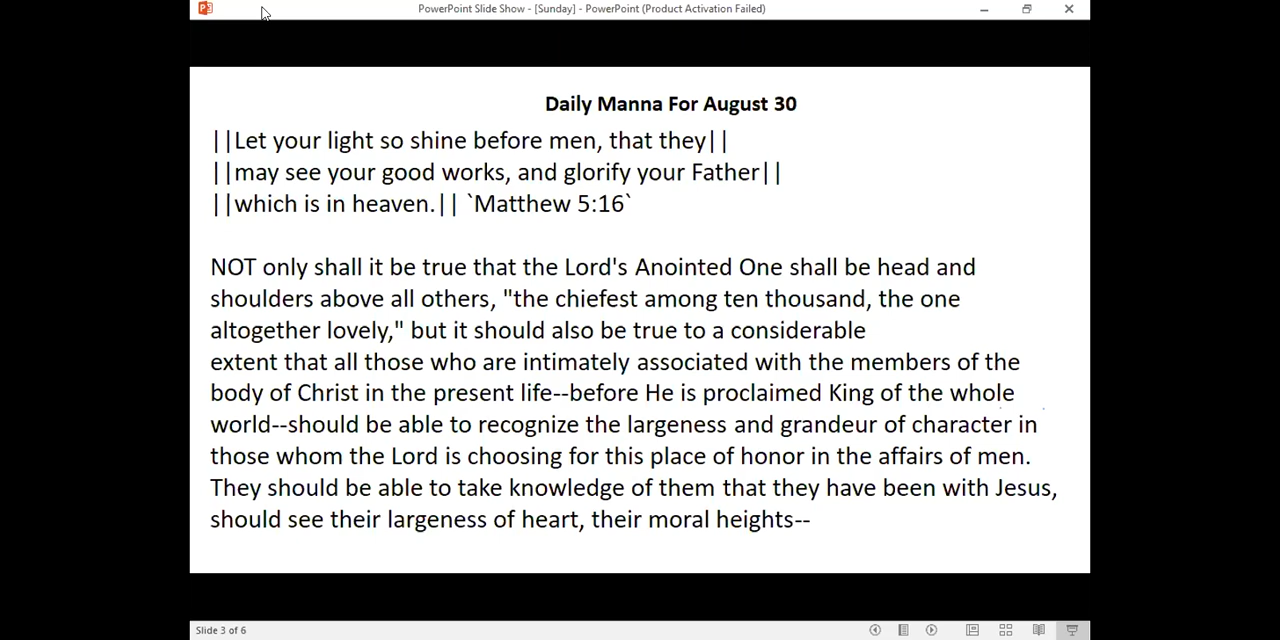 PowerPoint Slide Show - [Sunday] - PowerPoint (Product Activation Failed)
Daily Manna For August 30
||Let your light so shine before men, that they||
||may see your good works, and glorify your Father||
||which is in heaven.|| `Matthew 5:16`
NOT only shall it be true that the Lord's Anointed One shall be head and
shoulders above all others, "the chiefest among ten thousand, the one
altogether lovely," but it should also be true to a considerable
extent that all those who are intimately associated with the members of the
body of Christ in the present life--before He is proclaimed King of the whole
world--should be able to recognize the largeness and grandeur of character in
those whom the Lord is choosing for this place of honor in the affairs of men.
They should be able to take knowledge of them that they have been with Jesus,
should see their largeness of heart, their moral heights--
Slide 3 of 6